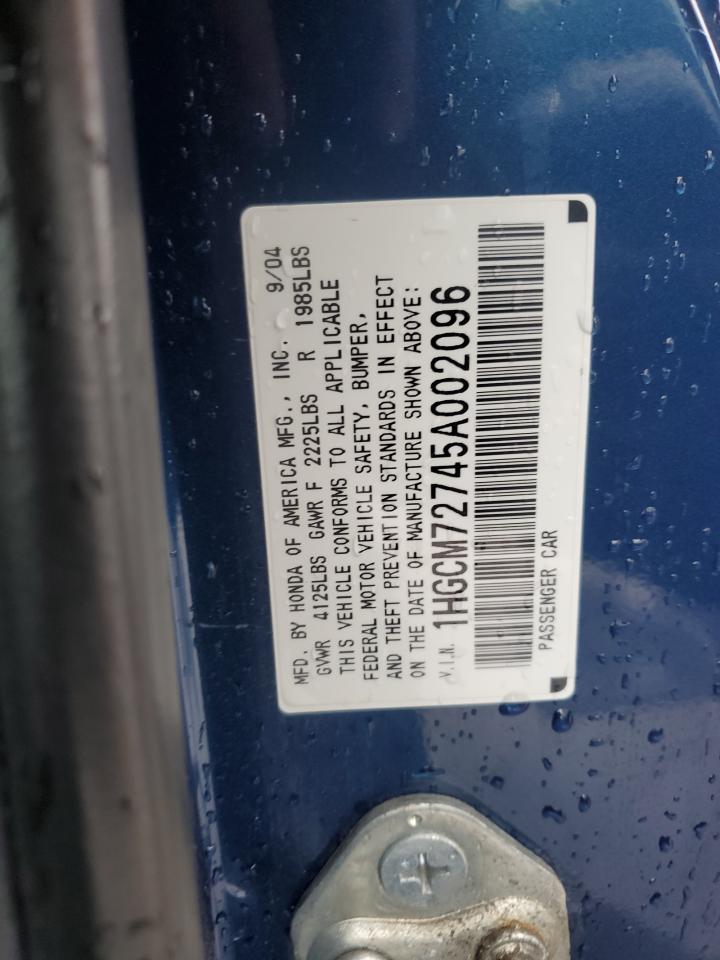 MFD. BY HONDA OF AMERICA MFG., INC. 9/04
GVWR 4125LBS GAWR F 2225LBS R 1985LBS
THIS VEHICLE CONFORMS TO ALL APPLICABLE
FEDERAL MOTOR VEHICLE SAFETY, BUMPER,
AND THEFT PREVENTION STANDARDS IN EFFECT
ON THE DATE OF MANUFACTURE SHOWN ABOVE:
V.I.N. 1HGCM72745A002096
PASSENGER CAR